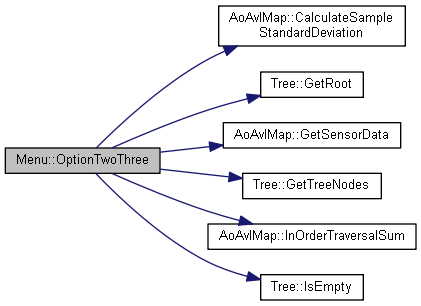 AoAvlMap::CalculateSample
StandardDeviation
Tree::GetRoot
Menu::OptionTwoThree
AoAvlMap::GetSensorData
Tree::GetTreeNodes
AoAvlMap::InOrderTraversalSum
Tree::IsEmpty